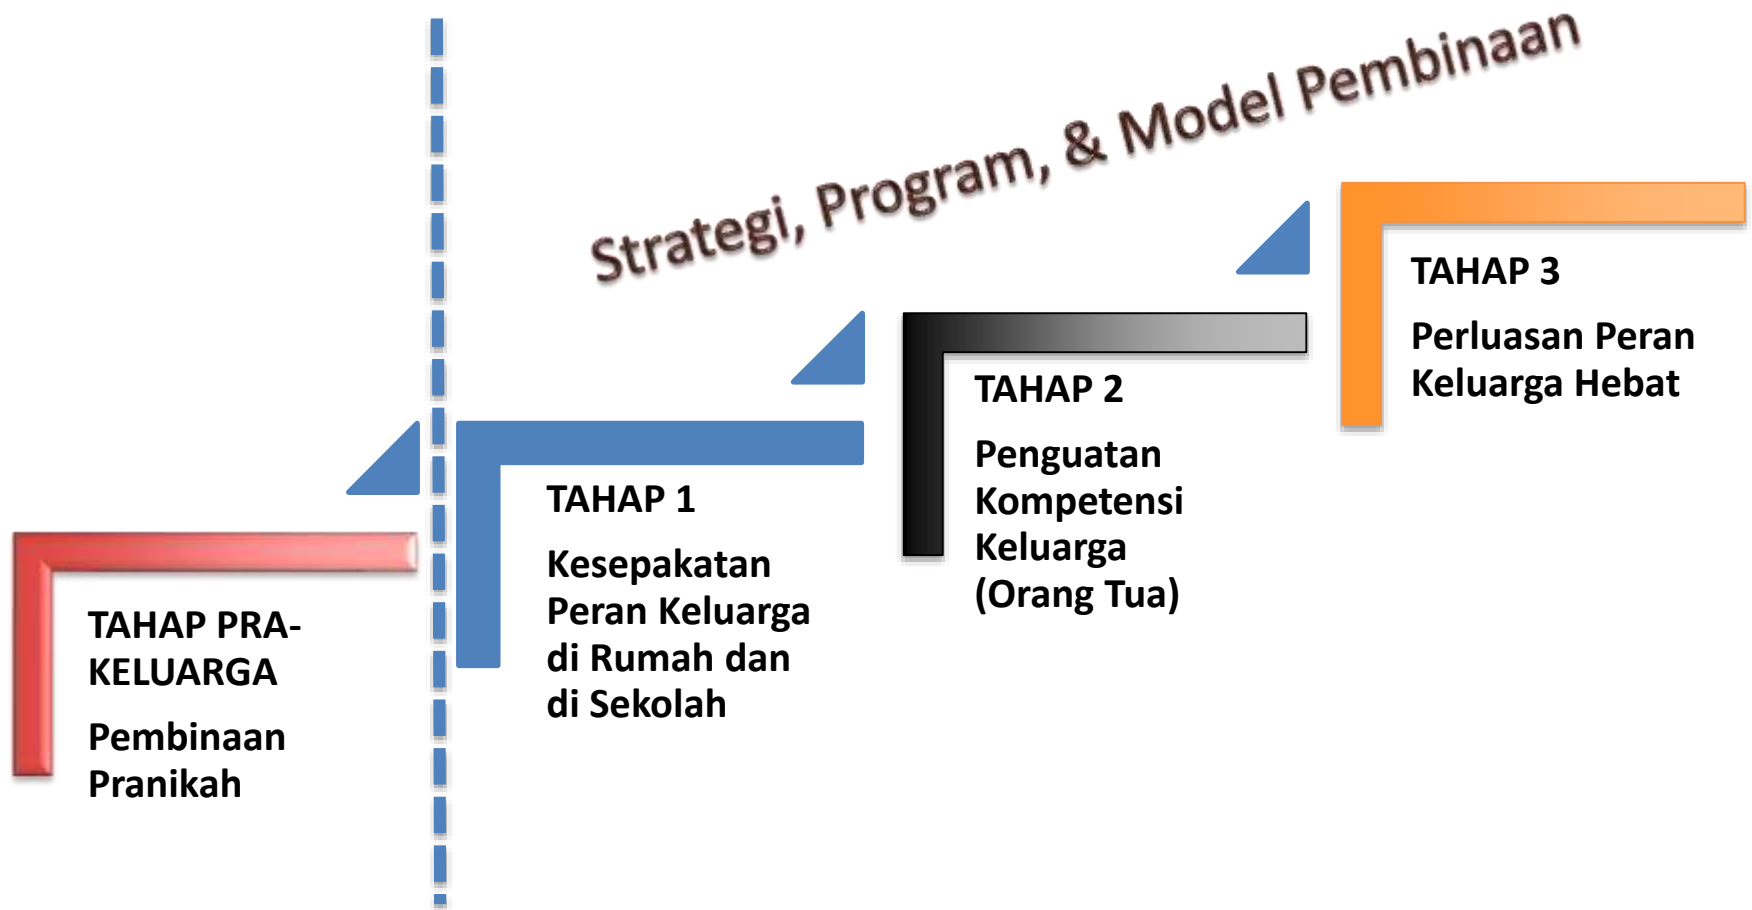 Strategi, Program, & Model Pembinaan
TAHAP PRA-
KELUARGA
Pembinaan
Pranikah
TAHAP 1
Kesepakatan
Peran Keluarga
di Rumah dan
di Sekolah
TAHAP 2
Penguatan
Kompetensi
Keluarga
(Orang Tua)
TAHAP 3
Perluasan Peran
Keluarga Hebat